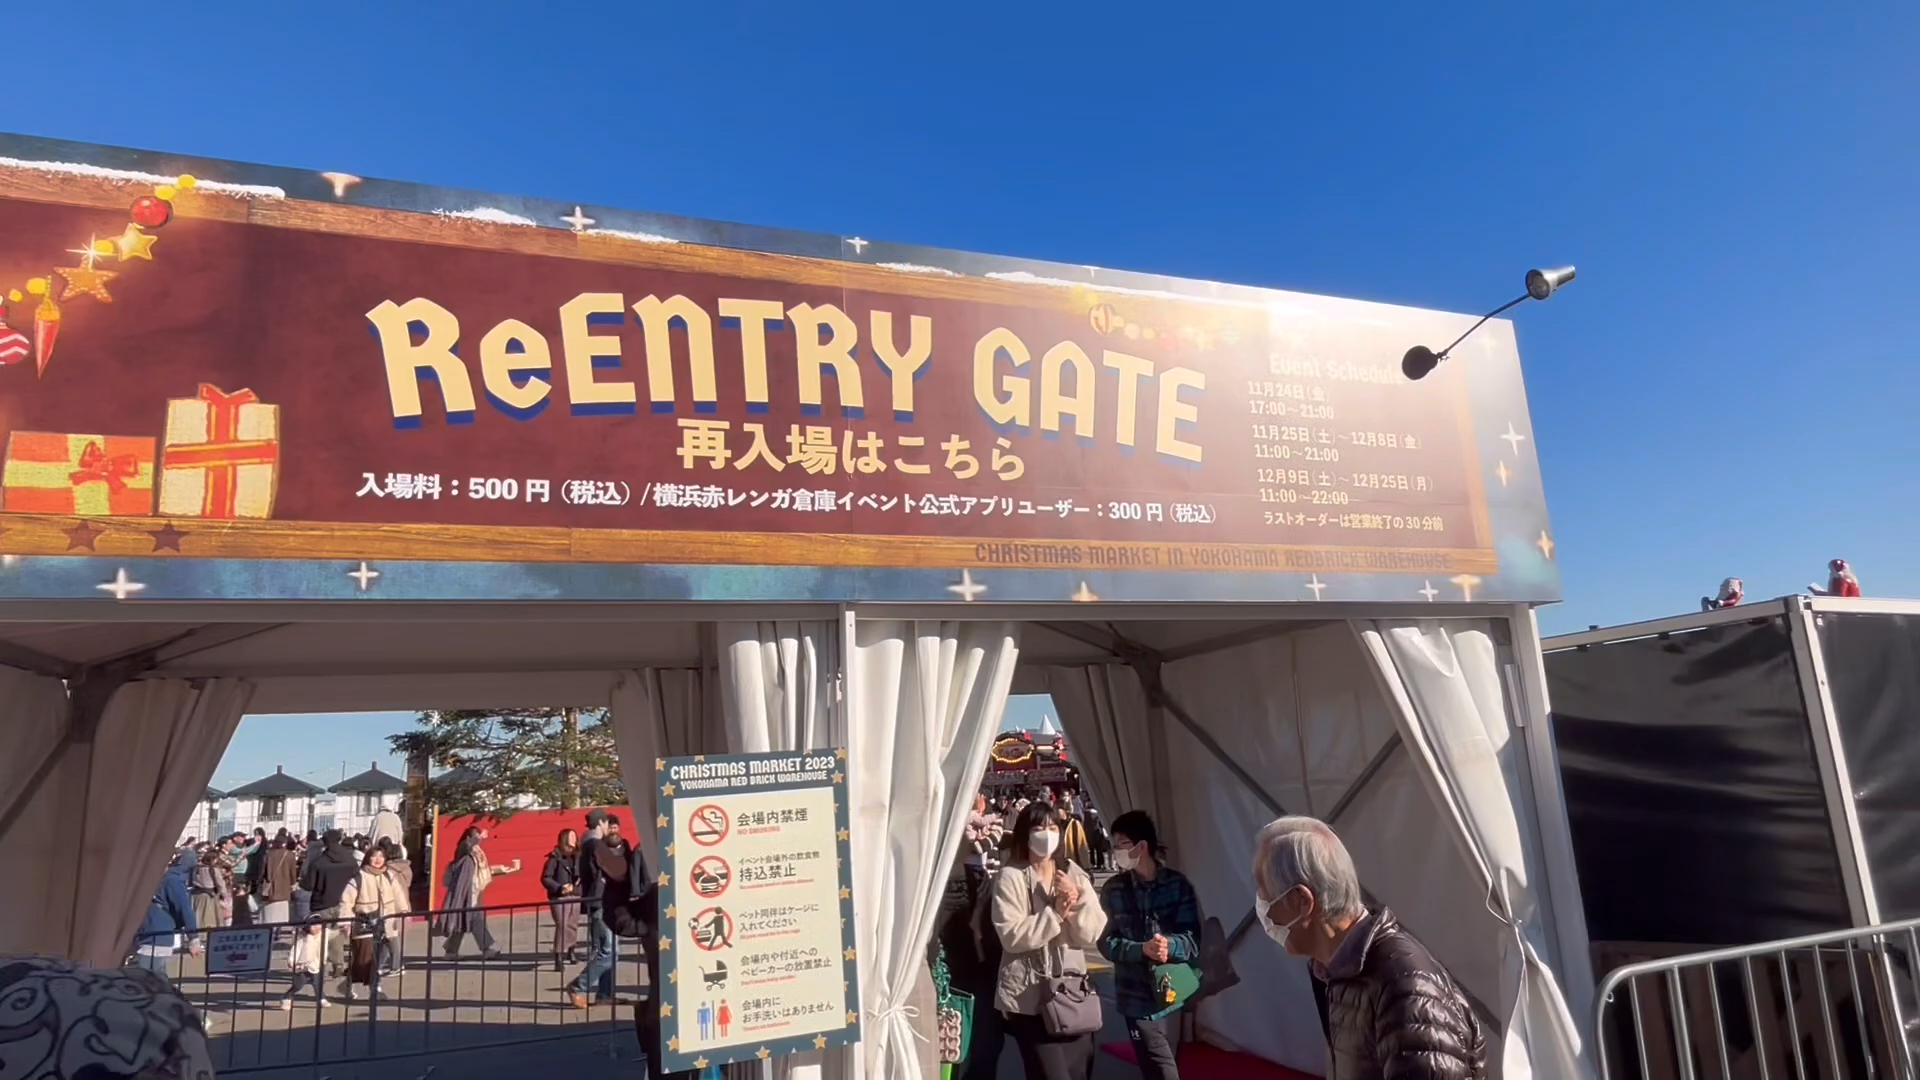 ReENTRY GATE
再入場はこちら
入場料：500円（税込）/横浜赤レンガ倉庫イベント公式アプリユーザー：300円（税込）
Event Schedule
11月24日（金）
17:00～21:00
11月25日（土）～12月8日（金）
11:00～21:00
12月9日（土）～12月25日（月）
11:00～22:00
ラストオーダーは営業終了の30分前
CHRISTMAS MARKET IN YOKOHAMA REDBRICK WAREHOUSE
CHRISTMAS MARKET 2023
YOKOHAMA RED BRICK WAREHOUSE
会場内禁煙
NO SMOKING
イベント会場外の飲食物
持込禁止
ペット同伴はケージに
入れてください
会場内や付近への
ベビーカーの放置禁止
会場内に
お手洗いはありません